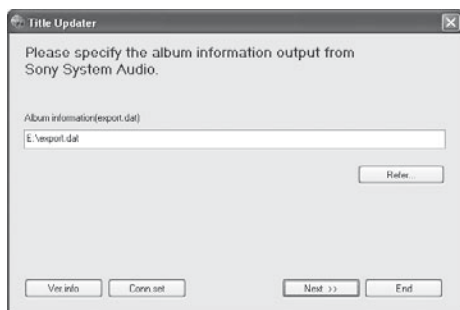 Title Updater
Please specify the album information output from
Sony System Audio.
Album information(export.dat)
E:\export.dat
Refer...
Ver.info
Conn.set
Next >>
End